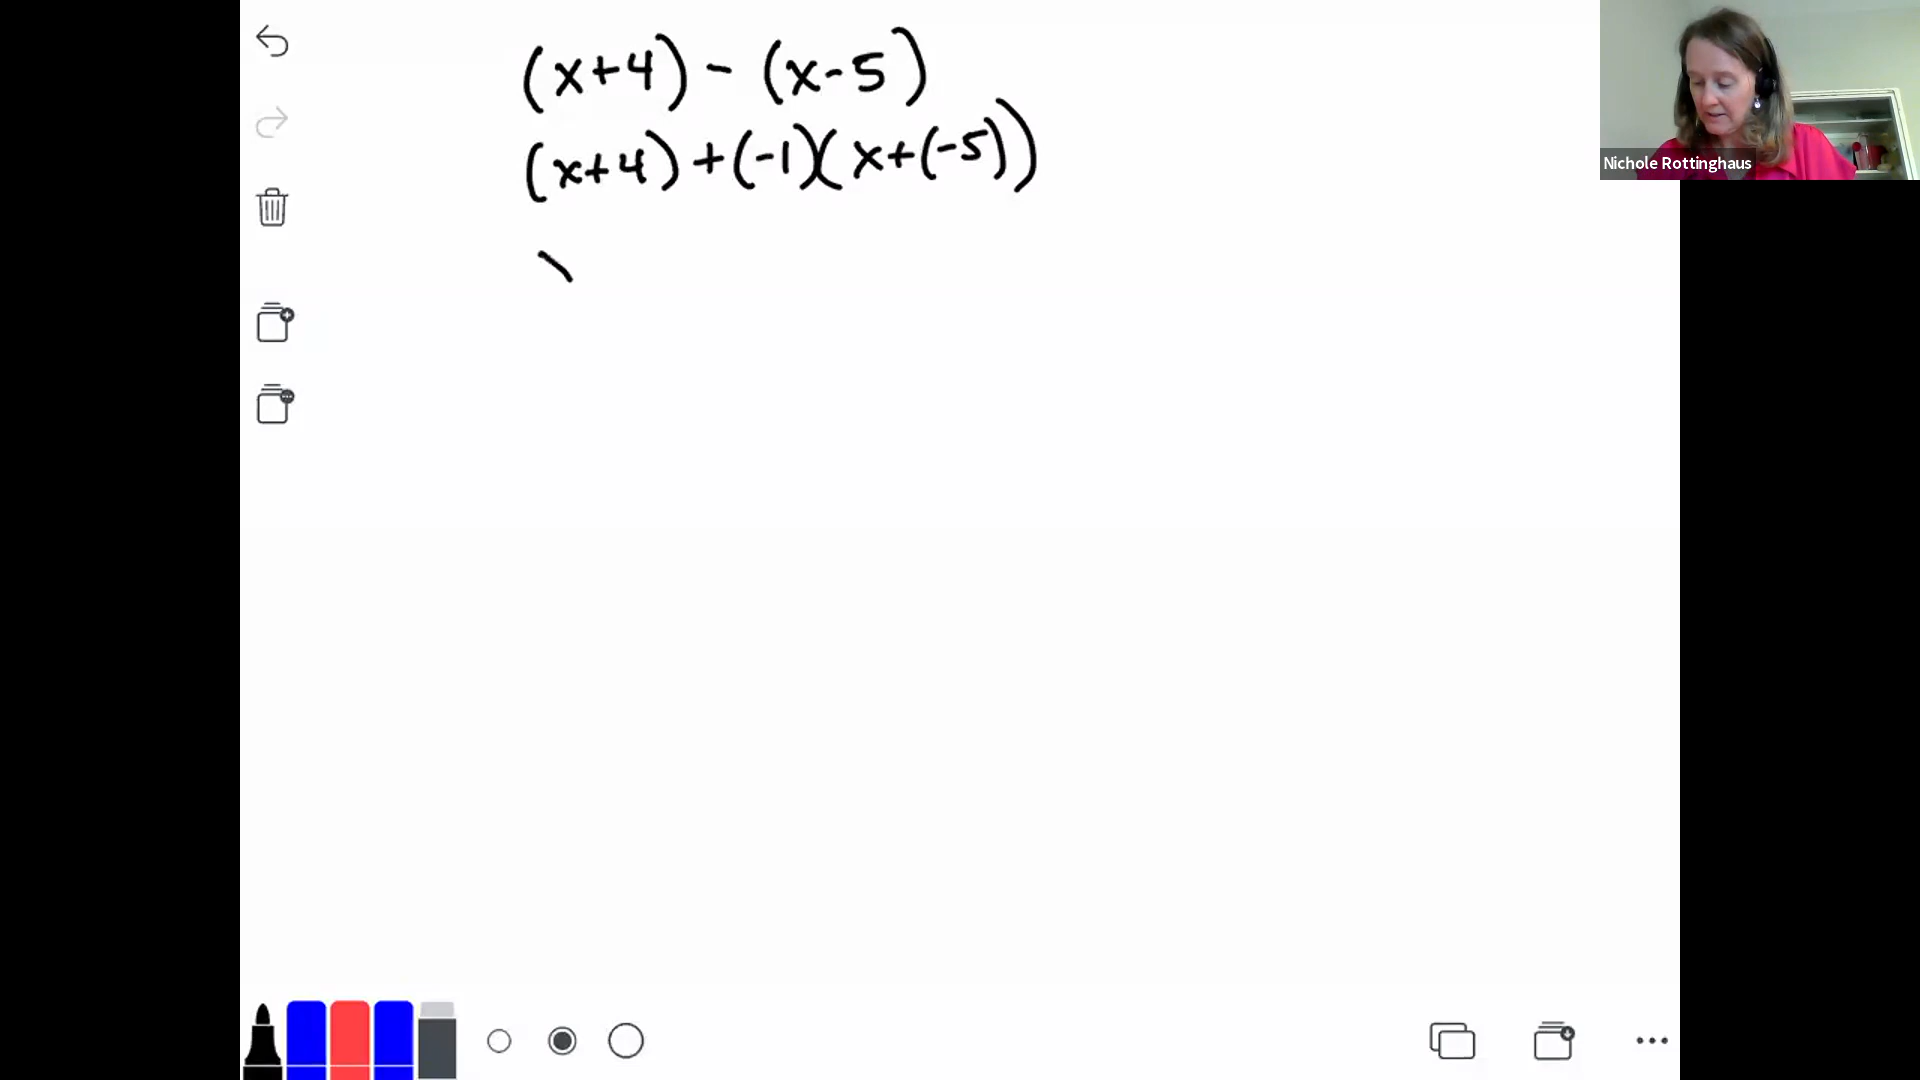 (x+4) - (x-5)
(x+4) + (-1)(x+(-5))
Nichole Rottinghaus